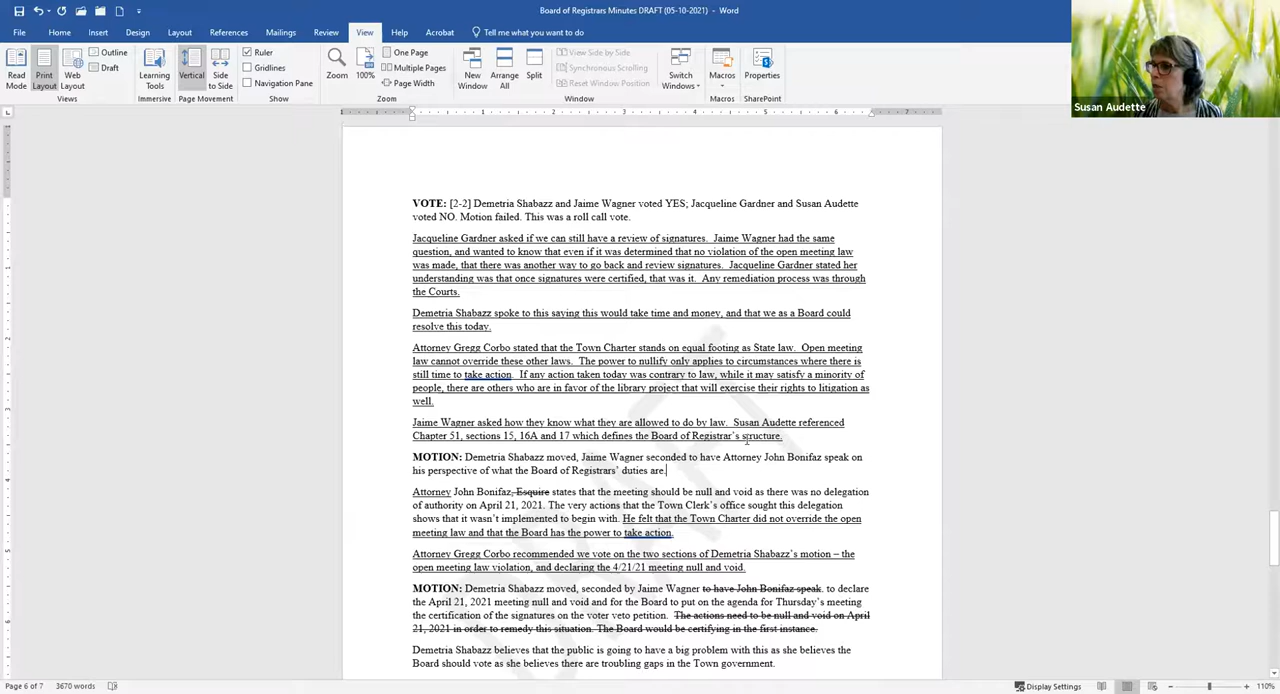 Board of Registrars Minutes DRAFT (05-10-2021) - Word
File Home Insert Design Layout References Mailings Review View Help Acrobat Tell me what you want to do
Read Mode
Print Layout
Web Layout
Outline
Draft
Views
Learning Tools
Immersive
Vertical
Side to Side
Page Movement
Ruler
Gridlines
Navigation Pane
Show
Zoom
100%
One Page
Multiple Pages
Page Width
Zoom
New Window
Arrange All
Split
View Side by Side
Synchronous Scrolling
Reset Window Position
Window
Switch Windows
Macros
Macros
Properties
SharePoint
Susan Audette
VOTE: [2-2] Demetria Shabazz and Jaime Wagner voted YES; Jacqueline Gardner and Susan Audette
voted NO. Motion failed. This was a roll call vote.
Jacqueline Gardner asked if we can still have a review of signatures. Jaime Wagner had the same
question, and wanted to know that even if it was determined that no violation of the open meeting law
was made, that there was another way to go back and review signatures. Jacqueline Gardner stated her
understanding was that once signatures were certified, that was it. Any remediation process was through
the Courts.
Demetria Shabazz spoke to this saying this would take time and money, and that we as a Board could
resolve this today.
Attorney Gregg Corbo stated that the Town Charter stands on equal footing as State law. Open meeting
law cannot override these other laws. The power to nullify only applies to circumstances where there is
still time to take action. If any action taken today was contrary to law, while it may satisfy a minority of
people, there are others who are in favor of the library project that will exercise their rights to litigation as
well.
Jaime Wagner asked how they know what they are allowed to do by law. Susan Audette referenced
Chapter 51, sections 15, 16A and 17 which defines the Board of Registrar's structure.
MOTION: Demetria Shabazz moved, Jaime Wagner seconded to have Attorney John Bonifaz speak on
his perspective of what the Board of Registrars' duties are.
Attorney John Bonifaz, Esquire states that the meeting should be null and void as there was no delegation
of authority on April 21, 2021. The very actions that the Town Clerk's office sought this delegation
shows that it wasn't implemented to begin with. He felt that the Town Charter did not override the open
meeting law and that the Board has the power to take action.
Attorney Gregg Corbo recommended we vote on the two sections of Demetria Shabazz's motion – the
open meeting law violation, and declaring the 4/21/21 meeting null and void.
MOTION: Demetria Shabazz moved, seconded by Jaime Wagner to have John Bonifaz speak. to declare
the April 21, 2021 meeting null and void and for the Board to put on the agenda for Thursday's meeting
the certification of the signatures on the voter veto petition. The actions need to be null and void on April
21, 2021 in order to remedy this situation. The Board would be certifying in the first instance.
Demetria Shabazz believes that the public is going to have a big problem with this as she believes the
Board should vote as she believes there are troubling gaps in the Town government.
DRAFT
Page 6 of 7 3670 words Display Settings 110%